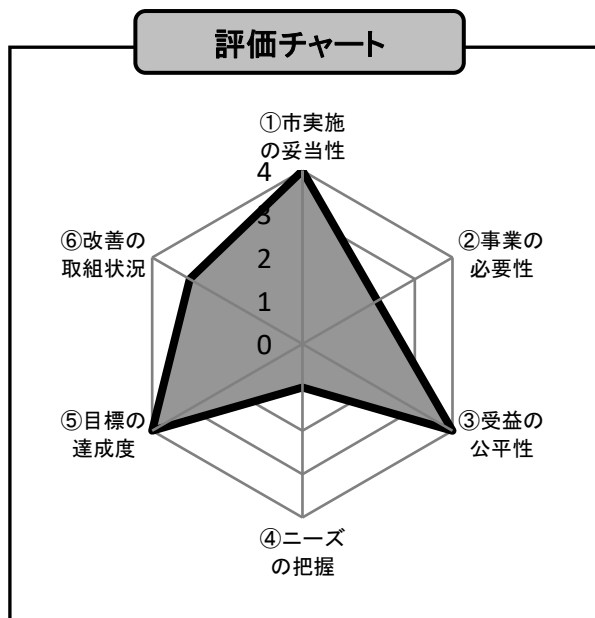 評価チャート
①市実施
の妥当性
4
3
2
1
0
②事業の
必要性
③受益の
公平性
④ニーズ
の把握
⑤目標の
達成度
⑥改善の
取組状況